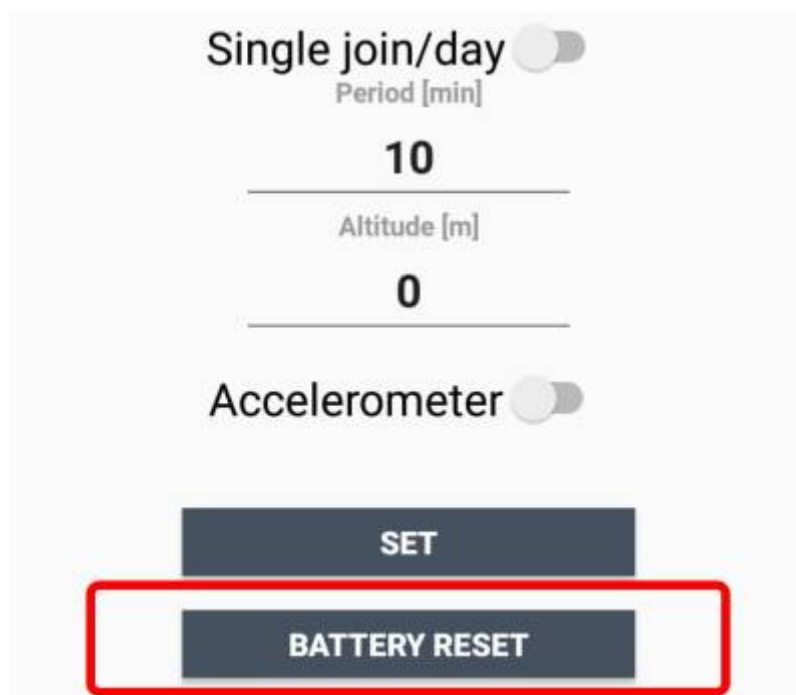 Single join/day
Period [min]
10
Altitude [m]
0
Accelerometer
SET
BATTERY RESET